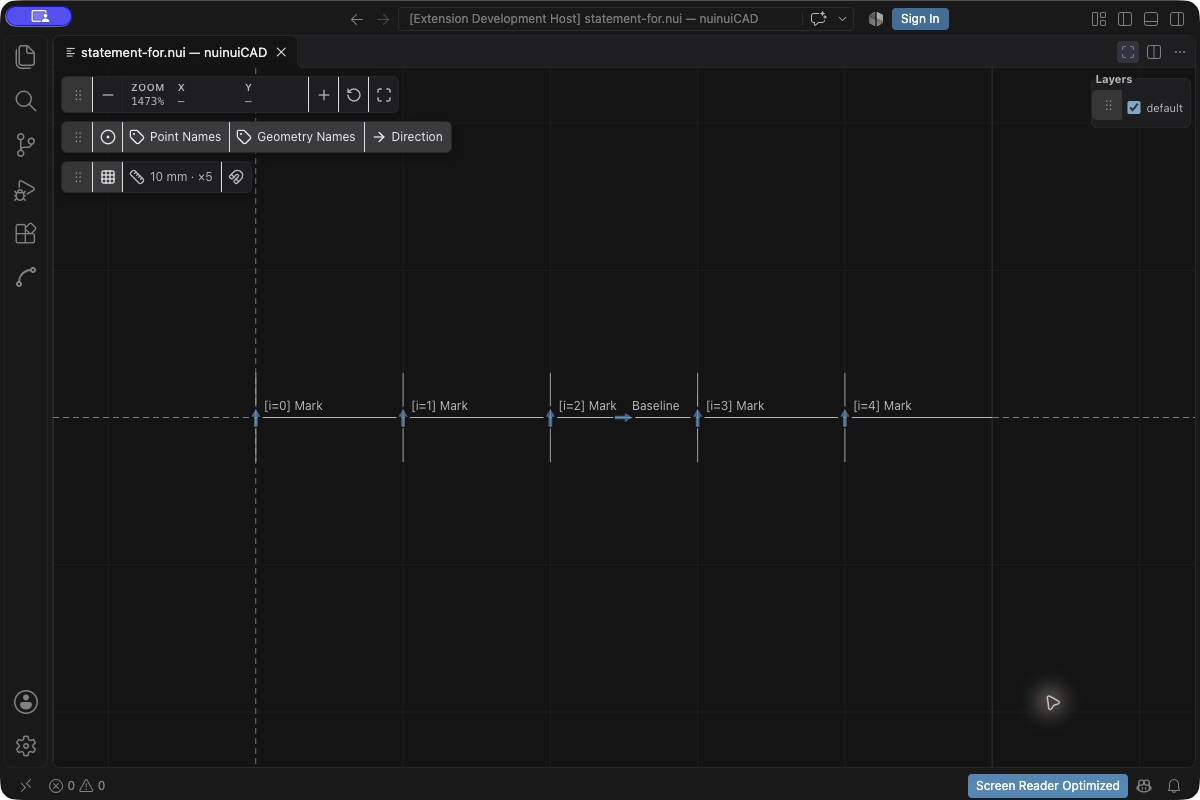 [Extension Development Host] statement-for.nui — nuinuiCAD
Sign In
statement-for.nui — nuinuiCAD
ZOOM X Y
1473% – –
Point Names Geometry Names Direction
10 mm · ×5
Layers
default
[i=0] Mark [i=1] Mark [i=2] Mark Baseline [i=3] Mark [i=4] Mark
0 0
Screen Reader Optimized